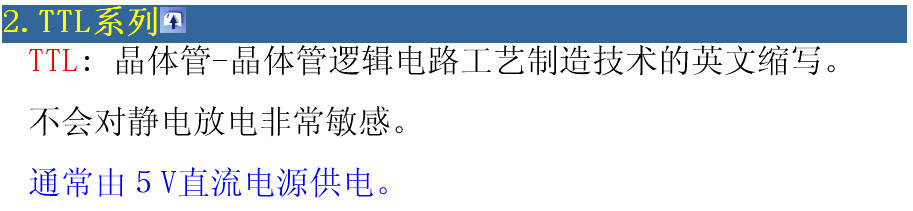 2.TTL系列
TTL: 晶体管-晶体管逻辑电路工艺制造技术的英文缩写。
不会对静电放电非常敏感。
通常由５V直流电源供电。